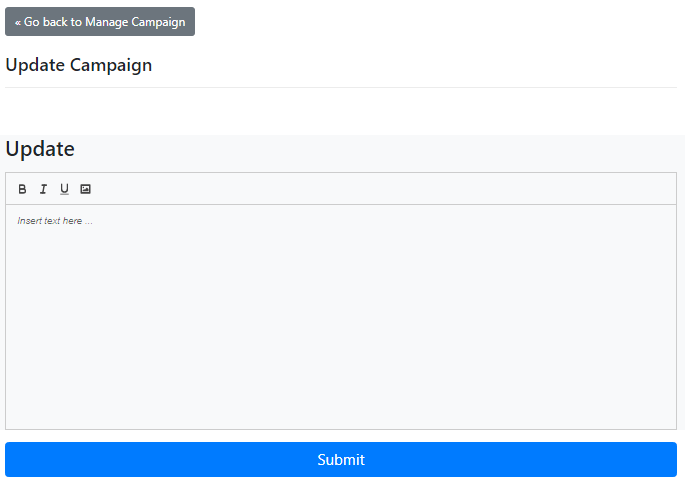 « Go back to Manage Campaign
Update Campaign
Update
B I U
Insert text here ...
Submit